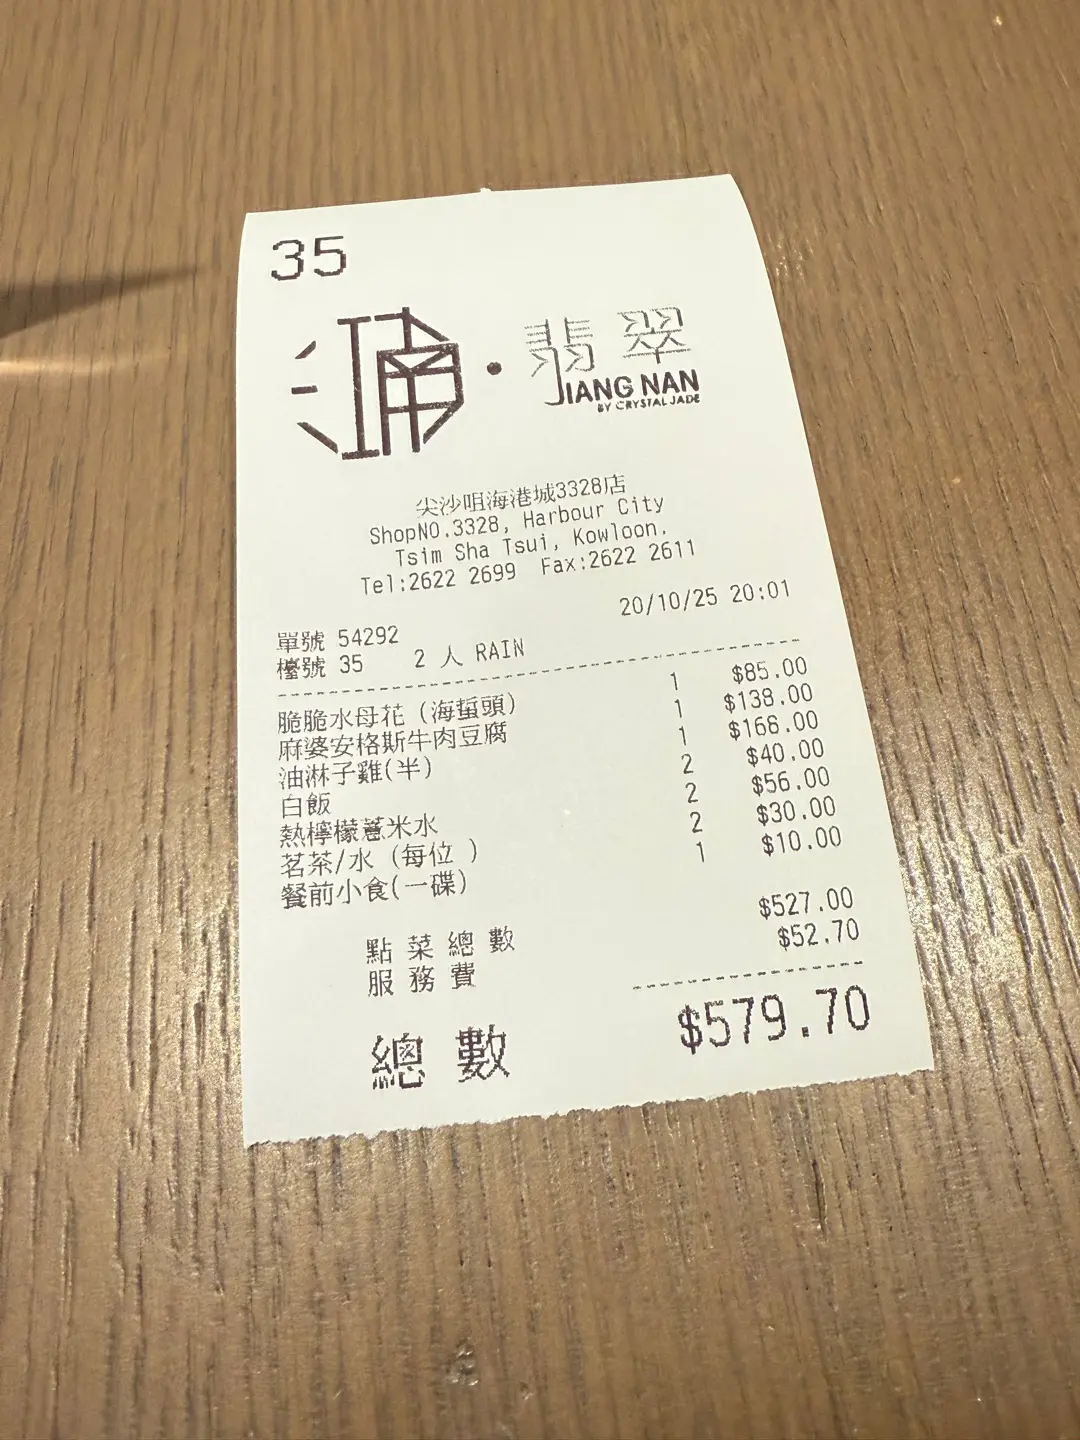 35
江南·翡翠
JIANG NAN
BY CRYSTAL JADE
尖沙咀海港城3328店
ShopNO.3328, Harbour City
Tsim Sha Tsui, Kowloon.
Tel:2622 2699 Fax:2622 2611
20/10/25 20:01
單號 54292
檯號 35 2 人 RAIN
脆脆水母花 (海蜇頭) 1 $85.00
麻婆安格斯牛肉豆腐 1 $138.00
油淋子雞(半) 1 $168.00
白飯 2 $40.00
熱檸檬薏米水 2 $56.00
茗茶/水 (每位 ) 2 $30.00
餐前小食(一碟) 1 $10.00
點菜總數 $527.00
服務費 $52.70
總數 $579.70